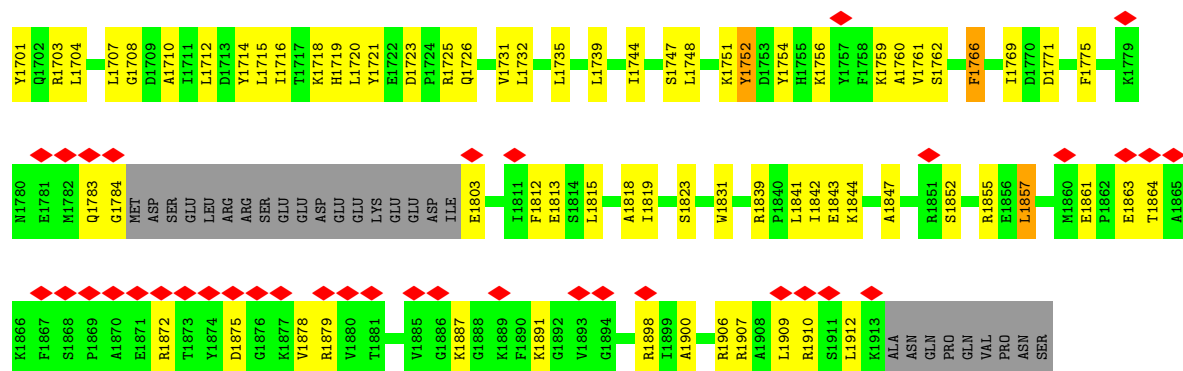 Y1701 Q1702 R1703 L1704 L1707 G1708 D1709 A1710 I1711 L1712 D1713 Y1714 L1715 I1716 T1717 K1718 H1719 L1720 Y1721 E1722 D1723 P1724 R1725 Q1726 V1731 L1732 L1735 L1739 I1744 S1747 L1748 K1751 Y1752 D1753 Y1754 H1755 K1756 Y1757 F1758 K1759 A1760 V1761 S1762 F1766 I1769 D1770 D1771 F1775 K1779
N1780 E1781 M1782 Q1783 G1784 MET ASP SER GLU LEU ARG ARG SER GLU GLU ASP GLU GLU LYS GLU GLU ASP ILE E1803 I1811 F1812 E1813 S1814 L1815 A1818 I1819 S1823 W1831 R1839 P1840 L1841 I1842 E1843 K1844 A1847 R1851 S1852 R1855 E1856 L1857 M1860 E1861 P1862 E1863 T1864 A1865
K1866 F1867 S1868 P1869 A1870 E1871 R1872 T1873 Y1874 D1875 G1876 K1877 V1878 R1879 V1880 T1881 V1885 G1886 K1887 G1888 K1889 F1890 K1891 G1892 V1893 G1894 R1898 I1899 A1900 R1906 R1907 A1908 L1909 R1910 S1911 L1912 K1913 ALA ASN GLN PRO GLN VAL PRO ASN SER